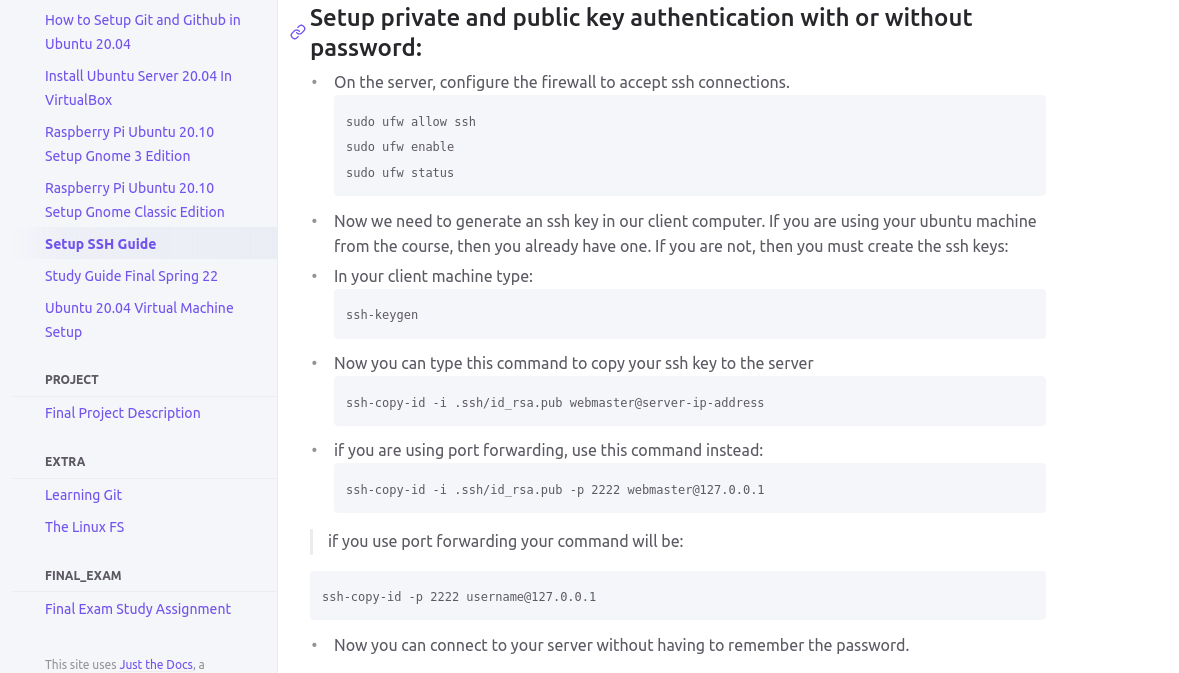 How to Setup Git and Github in
Ubuntu 20.04
Install Ubuntu Server 20.04 In
VirtualBox
Raspberry Pi Ubuntu 20.10
Setup Gnome 3 Edition
Raspberry Pi Ubuntu 20.10
Setup Gnome Classic Edition
Setup SSH Guide
Study Guide Final Spring 22
Ubuntu 20.04 Virtual Machine
Setup
PROJECT
Final Project Description
EXTRA
Learning Git
The Linux FS
FINAL_EXAM
Final Exam Study Assignment
This site uses Just the Docs, a
Setup private and public key authentication with or without
password:
• On the server, configure the firewall to accept ssh connections.
sudo ufw allow ssh
sudo ufw enable
sudo ufw status
• Now we need to generate an ssh key in our client computer. If you are using your ubuntu machine
from the course, then you already have one. If you are not, then you must create the ssh keys:
• In your client machine type:
ssh-keygen
• Now you can type this command to copy your ssh key to the server
ssh-copy-id -i .ssh/id_rsa.pub webmaster@server-ip-address
• if you are using port forwarding, use this command instead:
ssh-copy-id -i .ssh/id_rsa.pub -p 2222 webmaster@127.0.0.1
if you use port forwarding your command will be:
ssh-copy-id -p 2222 username@127.0.0.1
• Now you can connect to your server without having to remember the password.